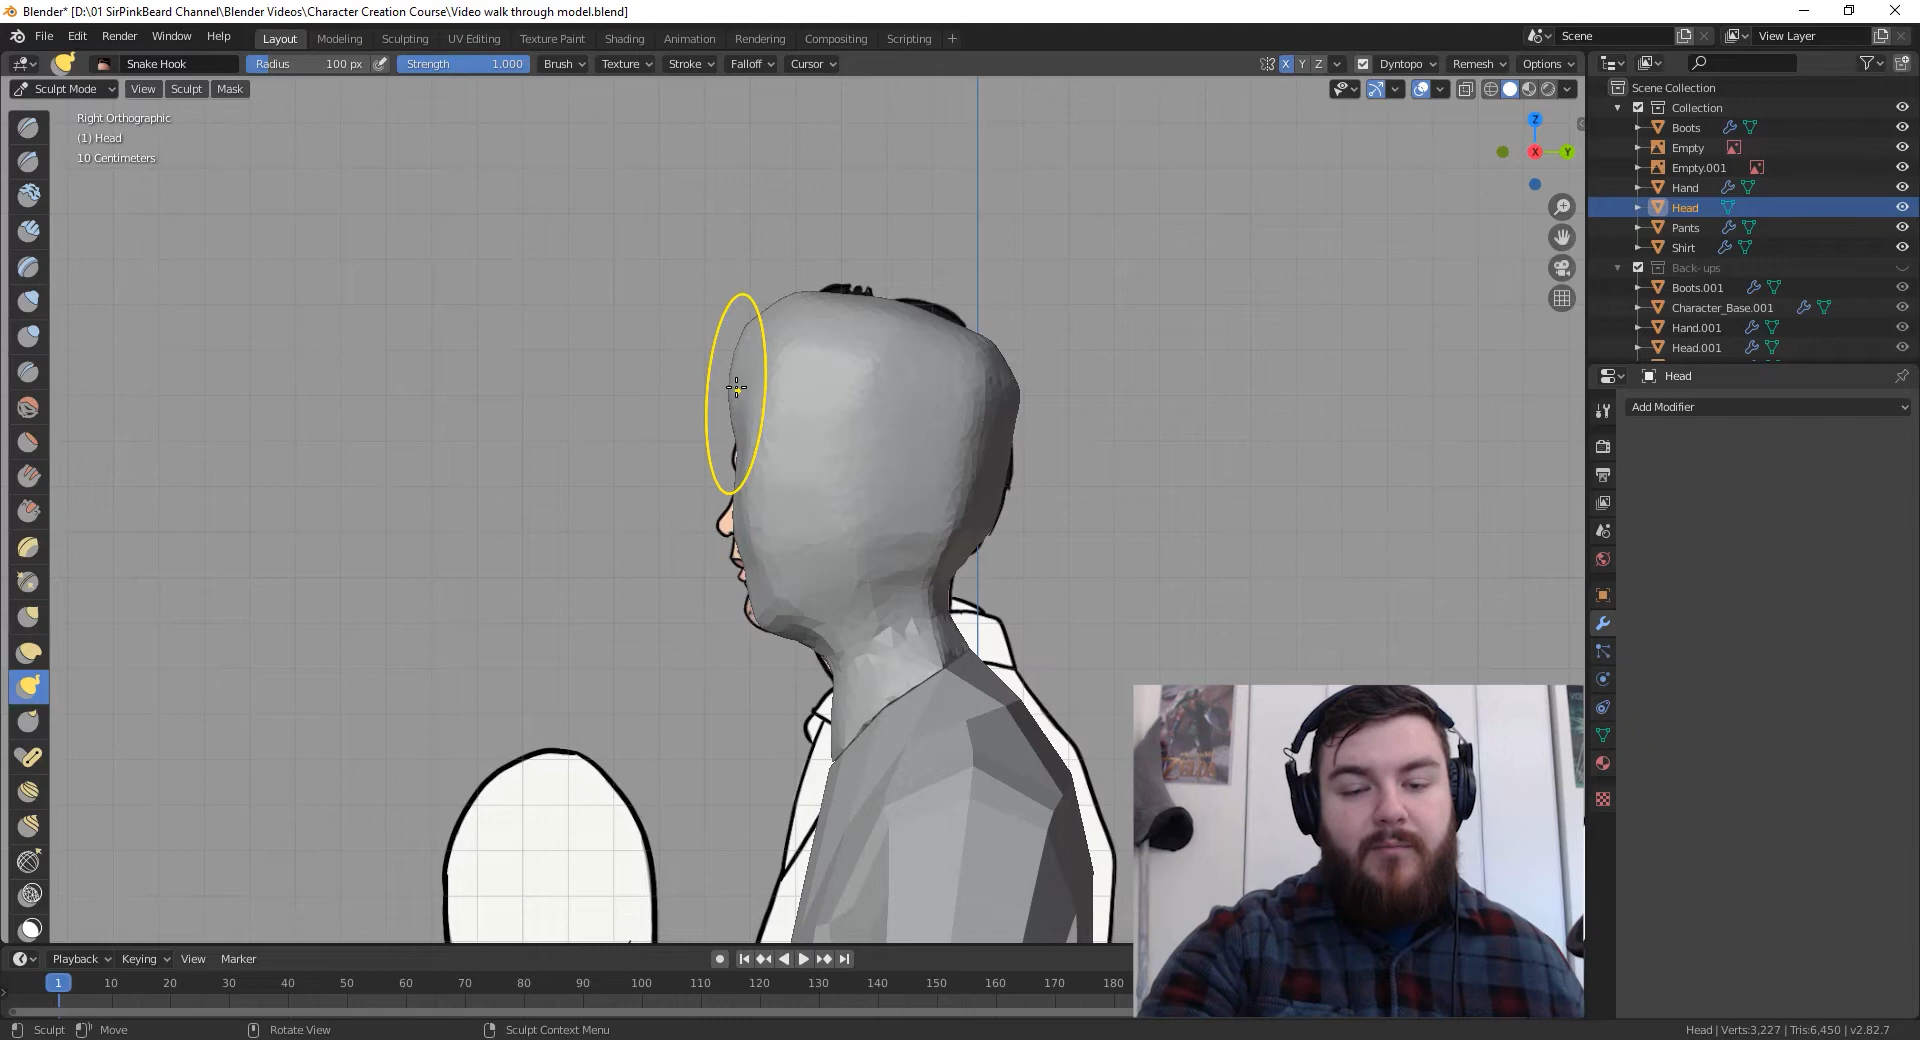 Blender* [D:\01 SirPinkBeard Channel\Blender Videos\Character Creation Course\Video walk through model.blend]
File Edit Render Window Help
Layout Modeling Sculpting UV Editing Texture Paint Shading Animation Rendering Compositing Scripting +
Scene
View Layer
Snake Hook
Radius 100 px
Strength 1.000
Brush Texture Stroke Falloff Cursor
X Y Z
Dyntopo Remesh Options
Sculpt Mode View Sculpt Mask
Right Orthographic
(1) Head
10 Centimeters
Z
X Y
Scene Collection
Collection
Boots
Empty
Empty.001
Hand
Head
Pants
Shirt
Back- ups
Boots.001
Character_Base.001
Hand.001
Head.001
Head
Add Modifier
ZELDA
Playback Keying View Marker
1 10 20 30 40 50 60 70 80 90 100 110 120 130 140 150 160 170 180
Sculpt Move Rotate View Sculpt Context Menu
Head | Verts:3,227 | Tris:6,450 | v2.82.7